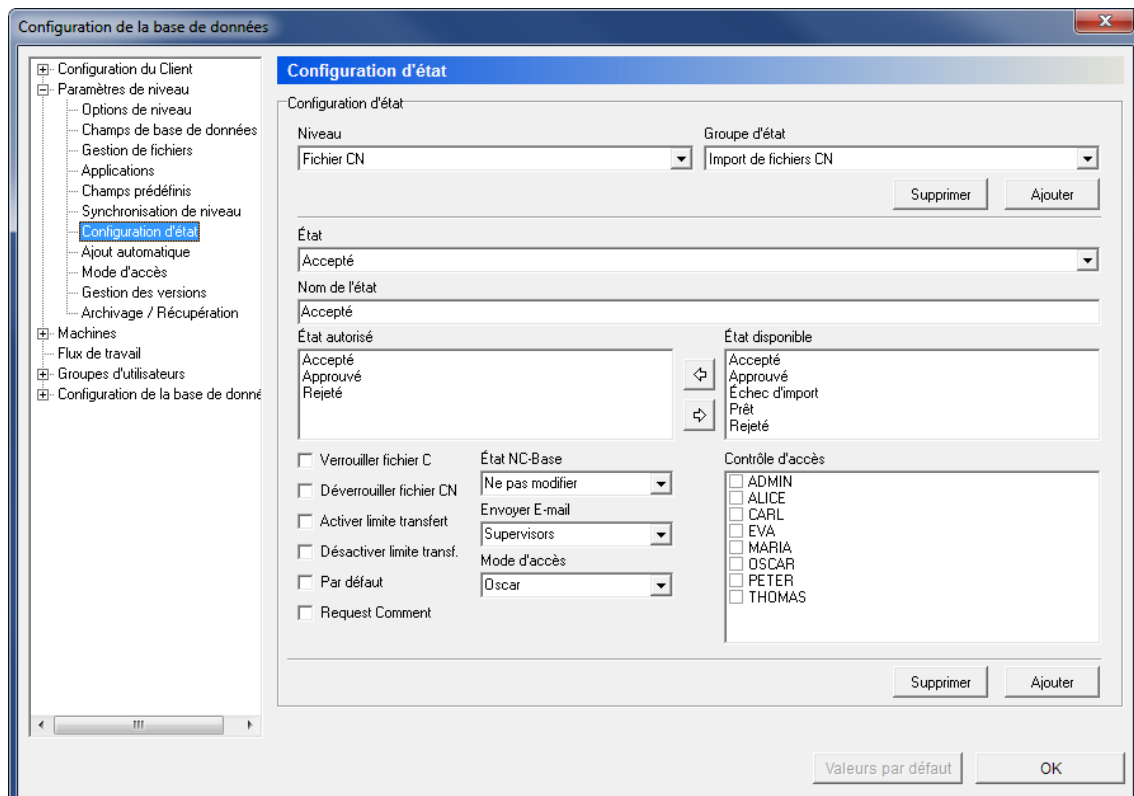 Configuration de la base de données
Configuration du Client
Paramètres de niveau
Options de niveau
Champs de base de données
Gestion de fichiers
Applications
Champs prédéfinis
Synchronisation de niveau
Configuration d'état
Ajout automatique
Mode d'accès
Gestion des versions
Archivage / Récupération
Machines
Flux de travail
Groupes d'utilisateurs
Configuration de la base de donné
Configuration d'état
Configuration d'état
Niveau
Fichier CN
Groupe d'état
Import de fichiers CN
Supprimer
Ajouter
État
Accepté
Nom de l'état
Accepté
État autorisé
Accepté
Approuvé
Rejeté
État disponible
Accepté
Approuvé
Échec d'import
Prêt
Rejeté
Verrouiller fichier C
Déverrouiller fichier CN
Activer limite transfert
Désactiver limite transf.
Par défaut
Request Comment
État NC-Base
Ne pas modifier
Envoyer E-mail
Supervisors
Mode d'accès
Oscar
Contrôle d'accès
ADMIN
ALICE
CARL
EVA
MARIA
OSCAR
PETER
THOMAS
Supprimer
Ajouter
Valeurs par défaut
OK